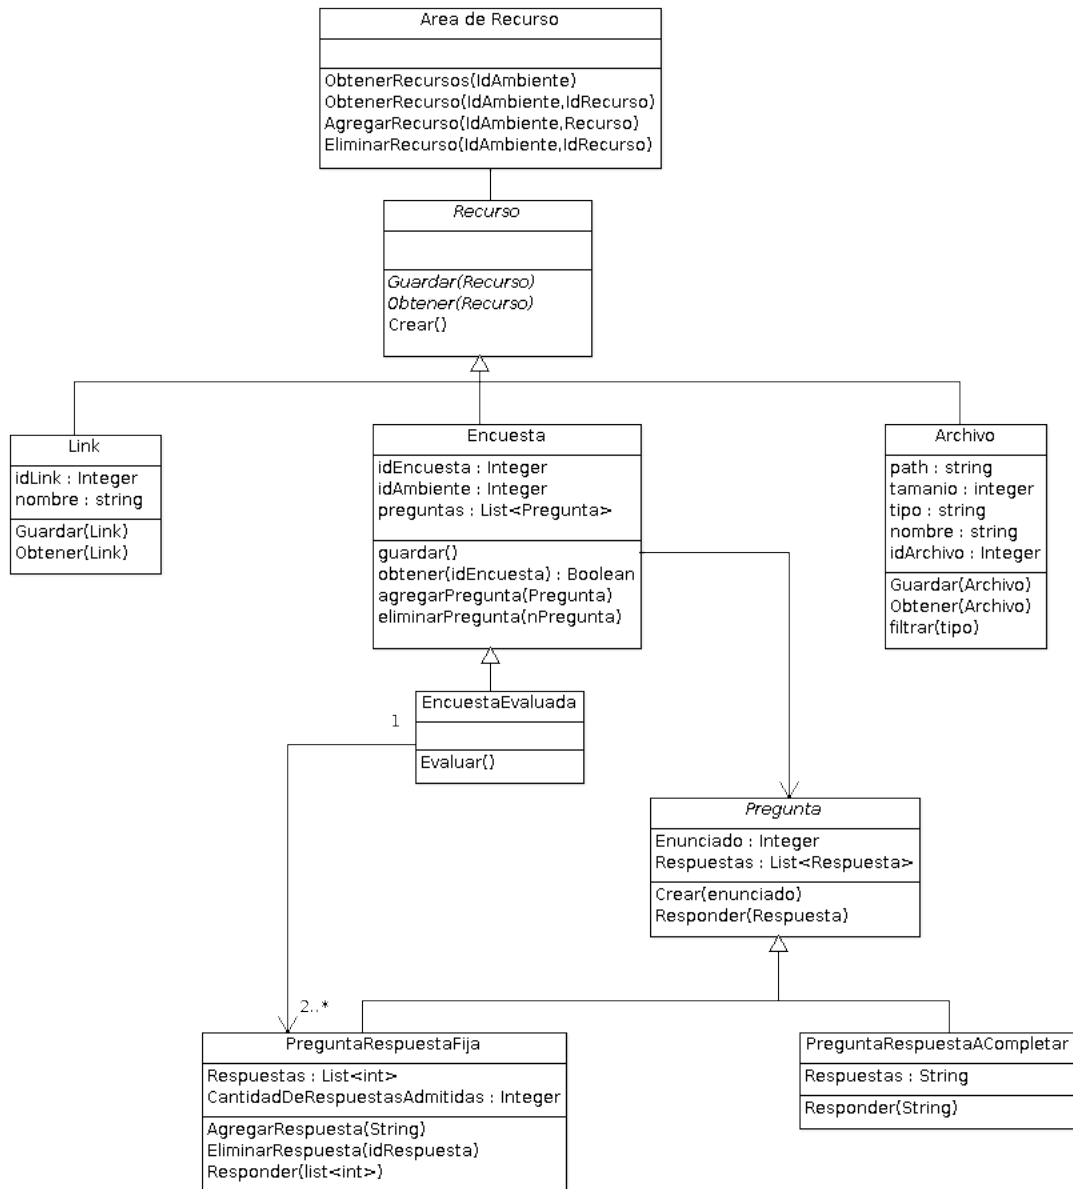 Area de Recurso
ObtenerRecursos(IdAmbiente)
ObtenerRecurso(IdAmbiente,IdRecurso)
AgregarRecurso(IdAmbiente,Recurso)
EliminarRecurso(IdAmbiente,IdRecurso)
Recurso
Guardar(Recurso)
Obtener(Recurso)
Crear()
Link
idLink : Integer
nombre : string
Guardar(Link)
Obtener(Link)
Encuesta
idEncuesta : Integer
idAmbiente : Integer
preguntas : List<Pregunta>
guardar()
obtener(idEncuesta) : Boolean
agregarPregunta(Pregunta)
eliminarPregunta(nPregunta)
Archivo
path : string
tamanio : integer
tipo : string
nombre : string
idArchivo : Integer
Guardar(Archivo)
Obtener(Archivo)
filtrar(tipo)
EncuestaEvaluada
Evaluar()
1
2..*
Pregunta
Enunciado : Integer
Respuestas : List<Respuesta>
Crear(enunciado)
Responder(Respuesta)
PreguntaRespuestaFija
Respuestas : List<int>
CantidadDeRespuestasAdmitidas : Integer
AgregarRespuesta(String)
EliminarRespuesta(idRespuesta)
Responder(list<int>)
PreguntaRespuestaACompletar
Respuestas : String
Responder(String)